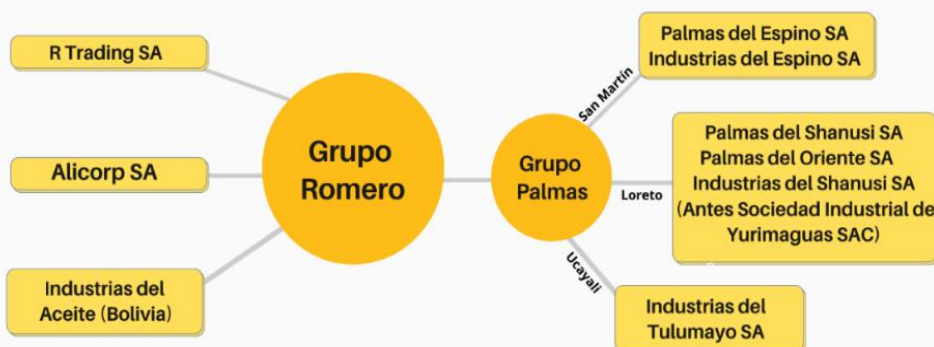 R Trading SA
Alicorp SA
Industrias del
Aceite (Bolivia)
Grupo
Romero
Grupo
Palmas
San Martín
Palmas del Espino SA
Industrias del Espino SA
Loreto
Palmas del Shanusi SA
Palmas del Oriente SA
Industrias del Shanusi SA
(Antes Sociedad Industrial de
Yurimaguas SAC)
Ucayali
Industrias del
Tulumayo SA